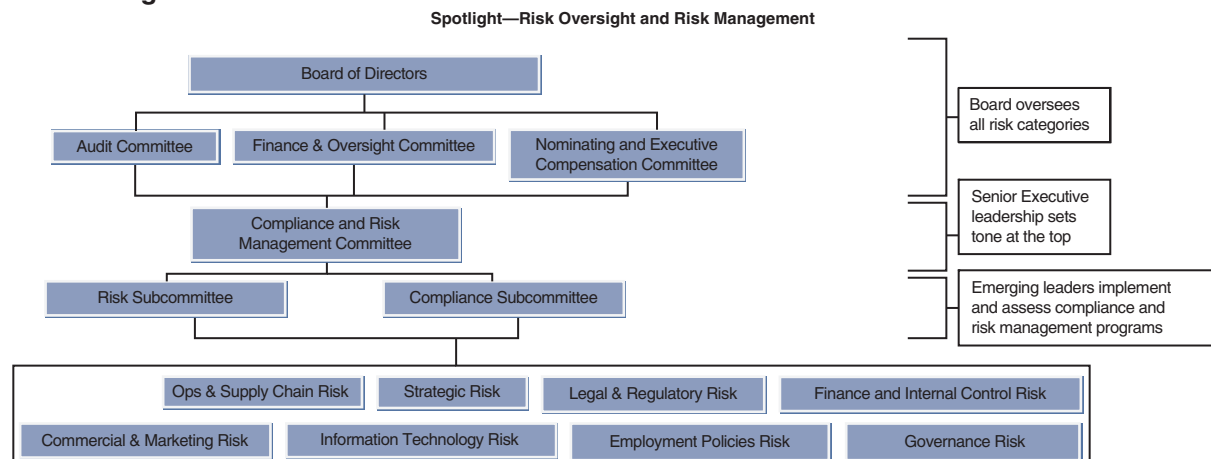 Spotlight—Risk Oversight and Risk Management
Board of Directors
Board oversees
all risk categories
Audit Committee
Finance & Oversight Committee
Nominating and Executive
Compensation Committee
Senior Executive
leadership sets
tone at the top
Compliance and Risk
Management Committee
Emerging leaders implement
and assess compliance and
risk management programs
Risk Subcommittee
Compliance Subcommittee
Ops & Supply Chain Risk
Strategic Risk
Legal & Regulatory Risk
Finance and Internal Control Risk
Commercial & Marketing Risk
Information Technology Risk
Employment Policies Risk
Governance Risk